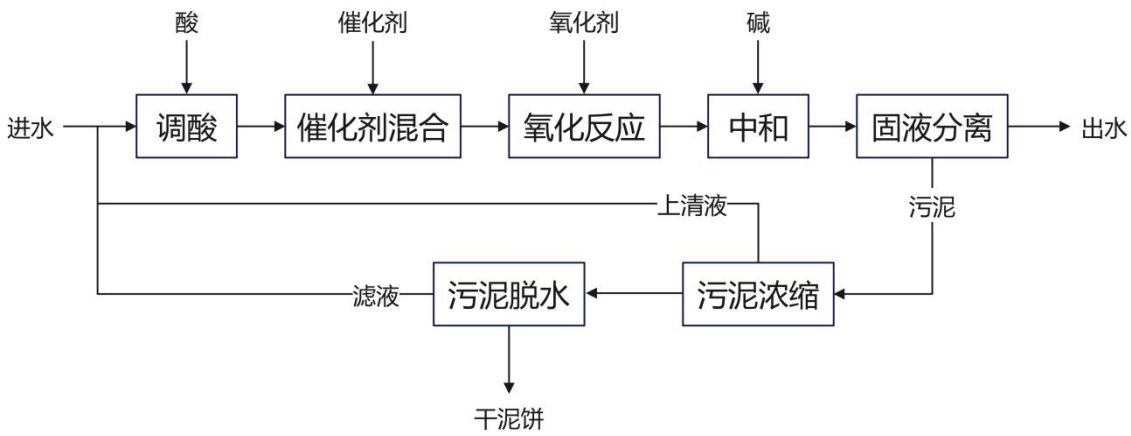 酸
催化剂
氧化剂
碱
进水
调酸
催化剂混合
氧化反应
中和
固液分离
出水
上清液
污泥
滤液
污泥脱水
污泥浓缩
干泥饼